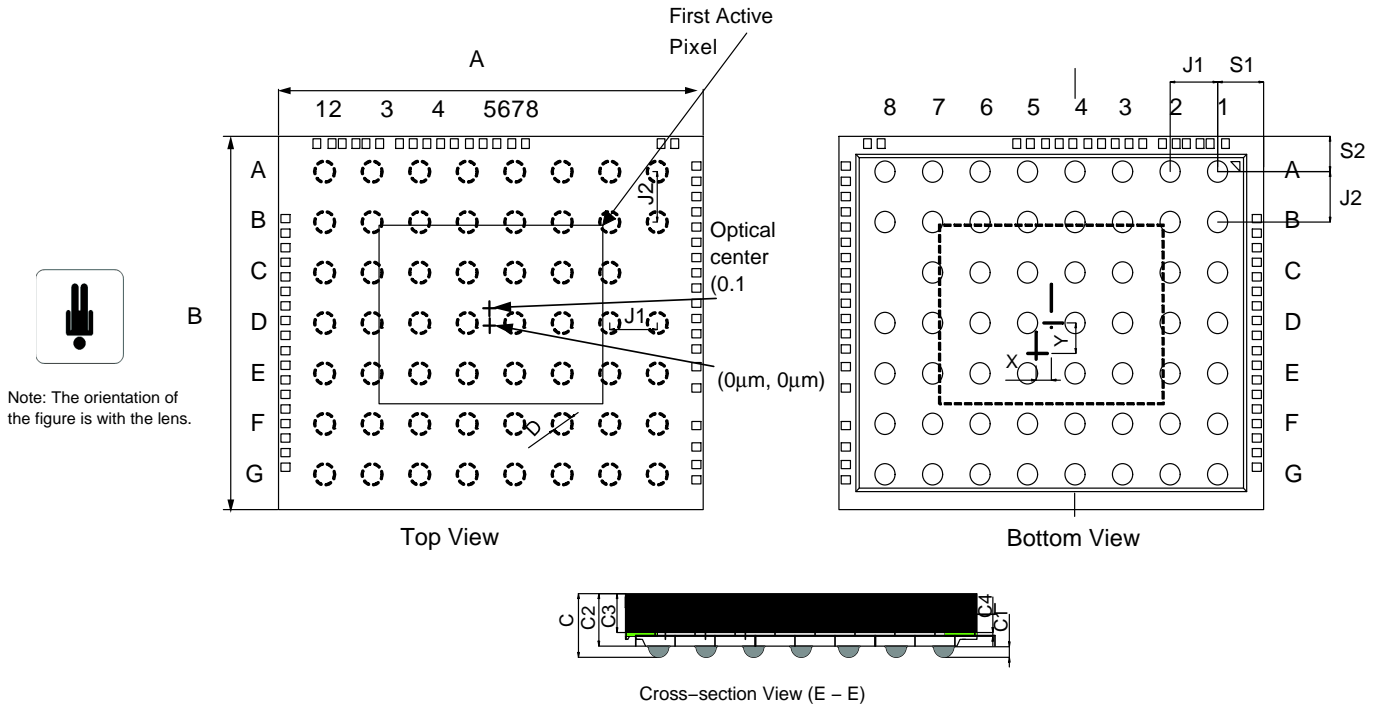 First Active
Pixel
A
12 3 4 5678
A
B
C
D
E
F
G
B
J2
J1
D
Optical
center
(0.1
(0μm, 0μm)
Top View
Note: The orientation of
the figure is with the lens.
J1 S1
8 7 6 5 4 3 2 1
S2
J2
A
B
C
D
E
F
G
X
Y
Bottom View
C
C2
C3
C4
C1
Cross–section View (E – E)